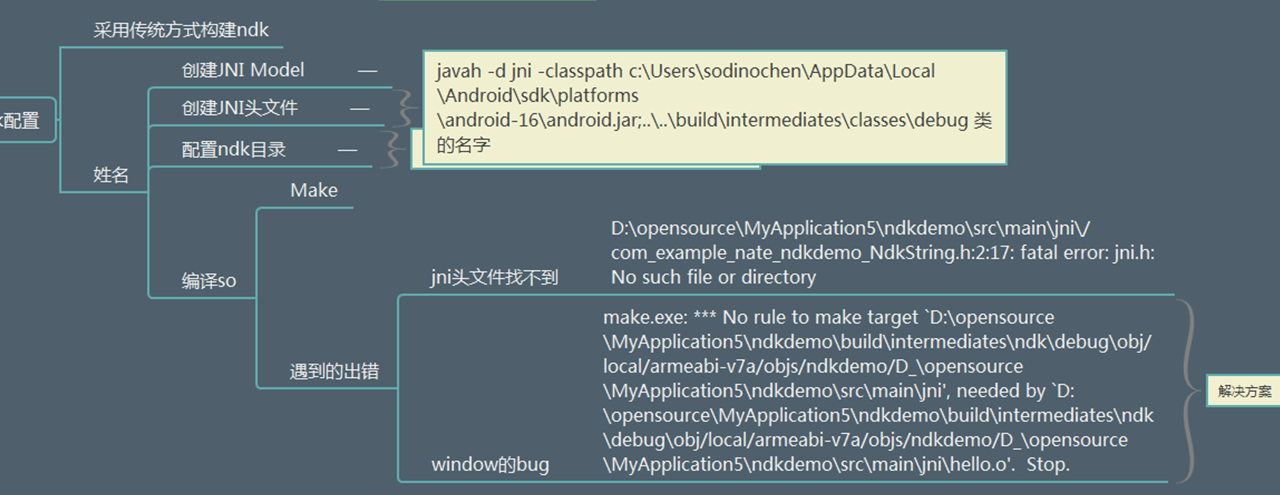 采用传统方式构建ndk
创建JNI Model
创建JNI头文件
配置ndk目录
javah -d jni -classpath c:\Users\sodinochen\AppData\Local
\Android\sdk\platforms
\android-16\android.jar;..\..\build\intermediates\classes\debug 类
的名字
配置
姓名
Make
编译so
jni头文件找不到
D:\opensource\MyApplication5\ndkdemo\src\main\jni\/
com_example_nate_ndkdemo_NdkString.h:2:17: fatal error: jni.h:
No such file or directory
遇到的出错
window的bug
make.exe: *** No rule to make target `D:\opensource
\MyApplication5\ndkdemo\build\intermediates\ndk\debug\obj/
local/armeabi-v7a/objs/ndkdemo/D_\opensource
\MyApplication5\ndkdemo\src\main\jni', needed by `D:
\opensource\MyApplication5\ndkdemo\build\intermediates\ndk
\debug\obj/local/armeabi-v7a/objs/ndkdemo/D_\opensource
\MyApplication5\ndkdemo\src\main\jni\hello.o'.  Stop.
解决方案